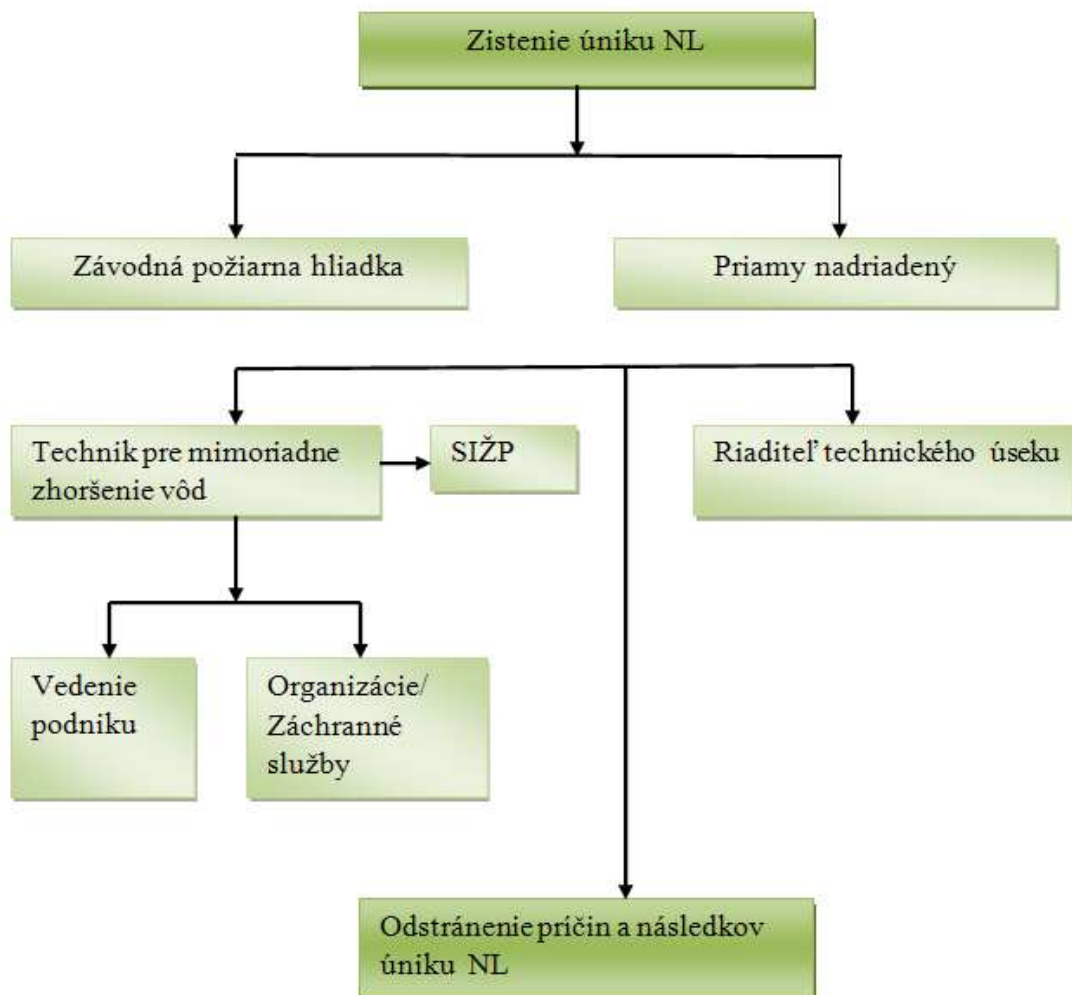 Zistenie úniku NL
Závodná požiarna hliadka
Priamy nadriadený
Technik pre mimoriadne
zhoršenie vôd
SIŽP
Riaditeľ technického úseku
Vedenie
podniku
Organizácie/
Záchranné
služby
Odstránenie príčin a následkov
úniku NL